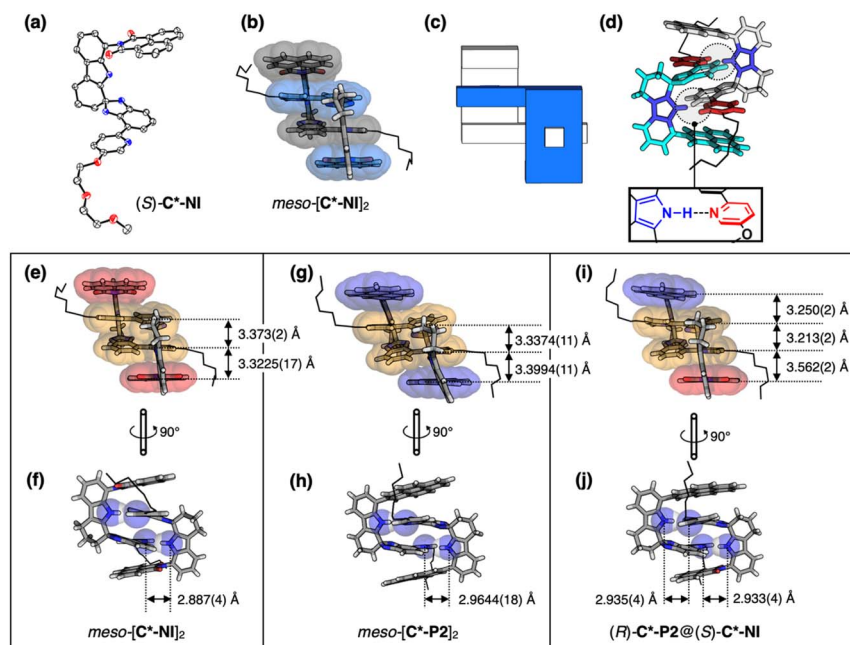 (a)
(S)-C*-NI
(b)
meso-[C*-NI]₂
(c)
(d)
N-H---N
O
(e)
3.373(2) Å
3.3225(17) Å
90°
(f)
2.887(4) Å
meso-[C*-NI]₂
(g)
3.3374(11) Å
3.3994(11) Å
90°
(h)
2.9644(18) Å
meso-[C*-P2]₂
(i)
3.250(2) Å
3.213(2) Å
3.562(2) Å
90°
(j)
2.935(4) Å 2.933(4) Å
(R)-C*-P2@(S)-C*-NI